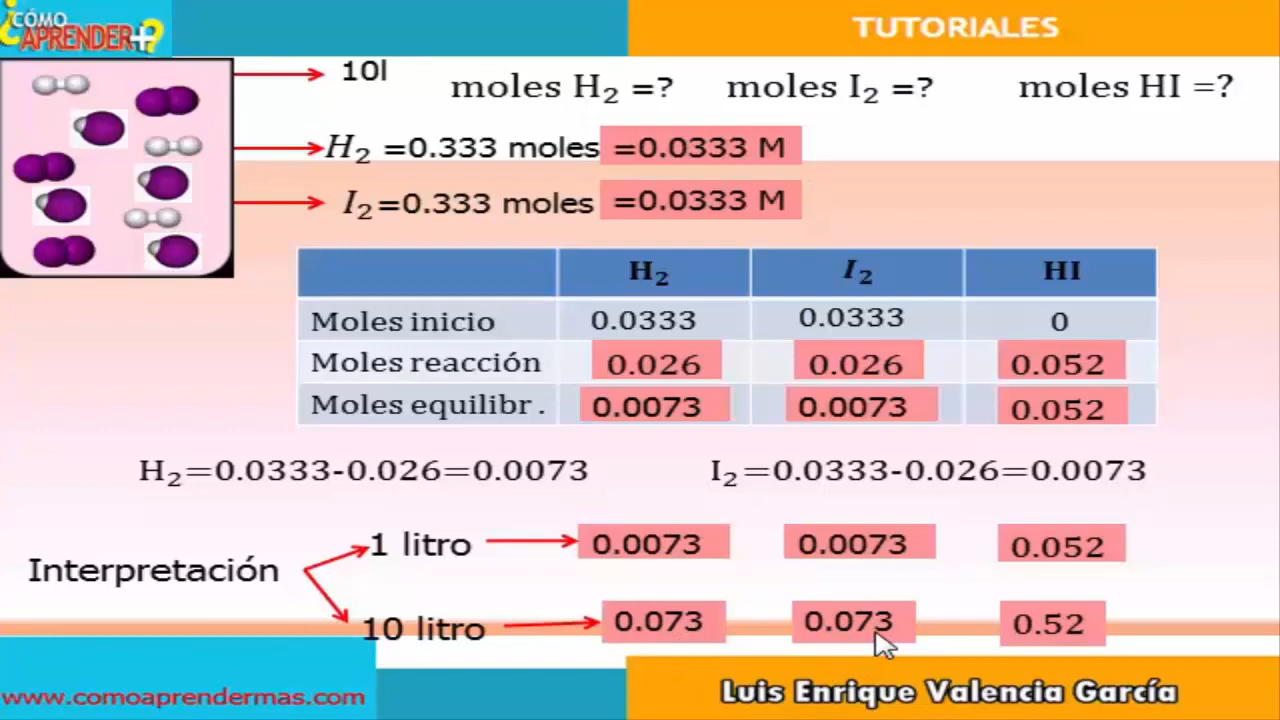 ¿CÓMO
APRENDER+?
TUTORIALES
10l
moles H₂ =? moles I₂ =? moles HI =?
H₂ =0.333 moles =0.0333 M
I₂=0.333 moles =0.0333 M
H₂ I₂ HI
Moles inicio 0.0333 0.0333 0
Moles reacción 0.026 0.026 0.052
Moles equilibr. 0.0073 0.0073 0.052
H₂=0.0333-0.026=0.0073 I₂=0.0333-0.026=0.0073
1 litro 0.0073 0.0073 0.052
Interpretación
10 litro 0.073 0.073 0.52
www.comoaprendermas.com
Luis Enrique Valencia García